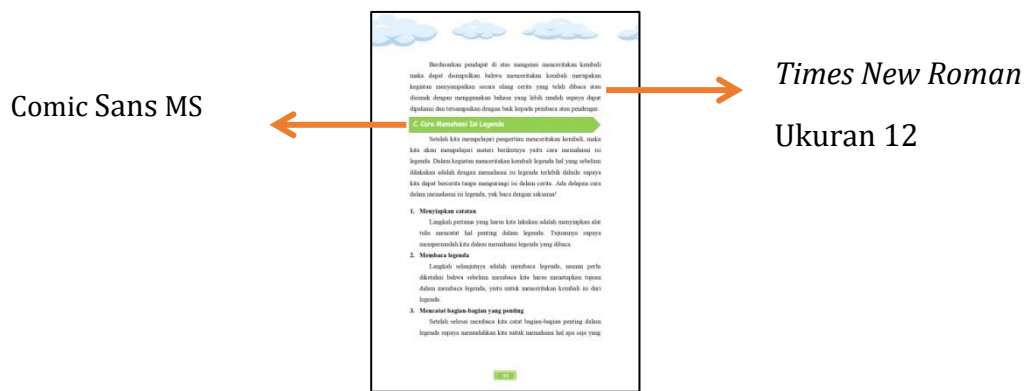 Comic Sans MS
Times New Roman
Ukuran 12
Berdasarkan pendapat di atas mengenai menceritakan kembali
maka dapat disimpulkan bahwa menceritakan kembali merupakan
kegiatan menyampaikan secara ulang cerita yang telah dibaca atau
disimak dengan menggunakan bahasa yang lebih mudah supaya dapat
dipahami dan tersampaikan dengan baik kepada pembaca atau pendengar.
C. Cara Memahami Isi Legenda
Setelah kita mempelajari pengertian menceritakan kembali, maka
kita akan mempelajari materi berikutnya yaitu cara memahami isi
legenda. Dalam kegiatan menceritakan kembali legenda hal yang sebelum
dilakukan adalah dengan memahami isi legenda terlebih dahulu supaya
kita dapat bercerita tanpa mengurangi isi dalam cerita. Ada delapan cara
dalam memahami isi legenda, yuk baca dengan saksama!
1. Menyiapkan catatan
Langkah pertama yang harus kita lakukan adalah menyiapkan alat
tulis mencatat hal penting dalam legenda. Tujuannya supaya
mempermudah kita dalam memahami legenda yang dibaca.
2. Membaca legenda
Langkah selanjutnya adalah membaca legenda, namun perlu
diketahui bahwa sebelum membaca kita harus menetapkan tujuan
dalam membaca legenda, yaitu untuk menceritakan kembali isi dari
legenda.
3. Mencatat bagian-bagian yang penting
Setelah selesai membaca kita catat bagian-bagian penting dalam
legenda supaya memudahkan kita untuk memahami hal apa saja yang